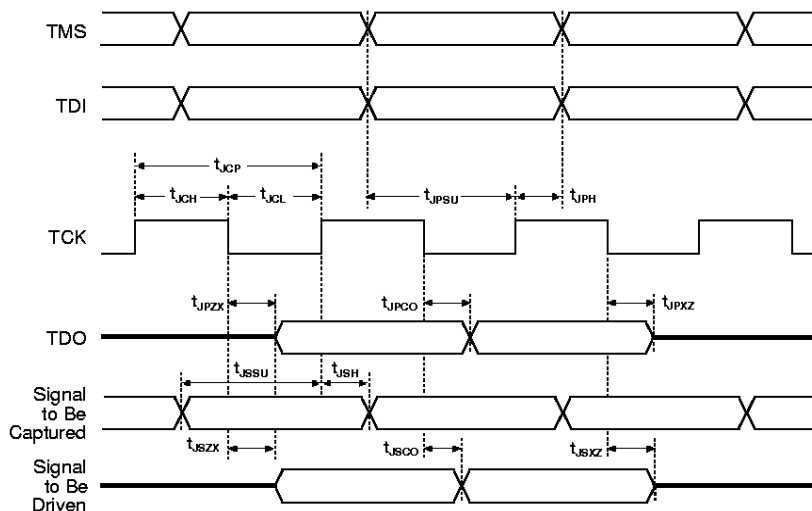 TMS
TDI
tJCP
tJCH
tJCL
tJPSU
tJPH
TCK
tJPZX
tJPCO
tJPXZ
TDO
tJSSU
tJSH
Signal
to Be
Captured
tJSZX
tJSCO
tJSXZ
Signal
to Be
Driven